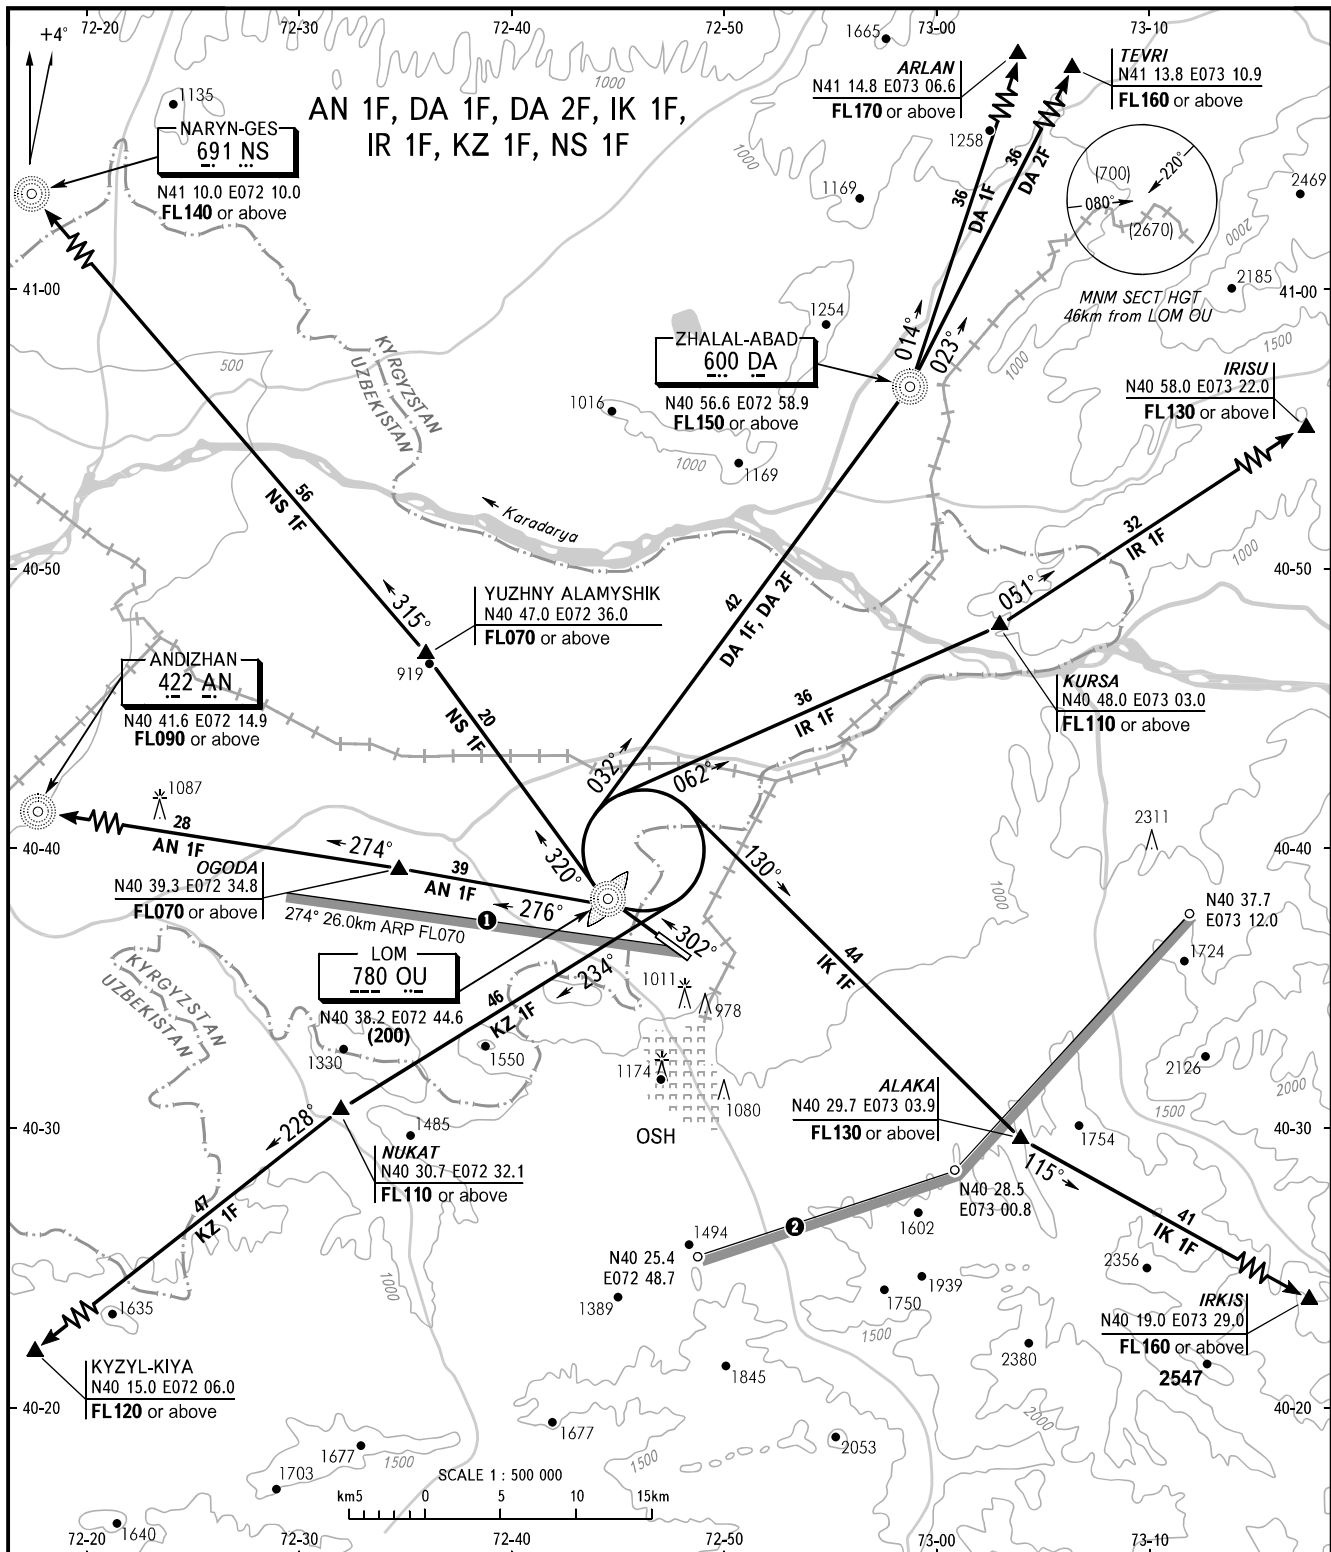 72-20
72-30
72-40
72-50
73-00
73-10
+4°
1665
1000
ARLAN
N41 14.8 E073 06.6
FL170 or above
TEVRI
N41 13.8 E073 10.9
FL160 or above
1135
AN 1F, DA 1F, DA 2F, IK 1F,
IR 1F, KZ 1F, NS 1F
NARYN-GES
691 NS
N41 10.0 E072 10.0
FL140 or above
1258
1000
1169
36
DA 1F
36
DA 2F
(700)
220°
080°
(2670)
2469
2000
MNM SECT HGT
46km from LOM OU
2185
1500
41-00
41-00
1254
ZHALAL-ABAD
600 DA
N40 56.6 E072 58.9
FL150 or above
014°
023°
1000
KYRGYZSTAN
UZBEKISTAN
500
1016
1000
1169
IRISU
N40 58.0 E073 22.0
FL130 or above
56
NS 1F
Karadarya
32
IR 1F
1000
40-50
40-50
315°
YUZHNY ALAMYSHIK
N40 47.0 E072 36.0
FL070 or above
919
42
DA 1F, DA 2F
051°
KURSA
N40 48.0 E073 03.0
FL110 or above
ANDIZHAN
422 AN
N40 41.6 E072 14.9
FL090 or above
20
NS 1F
36
IR 1F
032°
062°
1087
28
AN 1F
274°
OGODA
N40 39.3 E072 34.8
FL070 or above
39
AN 1F
276°
320°
130°
2311
40-40
40-40
1000
274° 26.0km ARP FL070
1
302°
N40 37.7
E073 12.0
LOM
780 OU
N40 38.2 E072 44.6
(200)
234°
46
KZ 1F
1011
978
44
IK 1F
1724
KYRGYZSTAN
UZBEKISTAN
1330
1550
1174
1080
OSH
2126
2000
1500
ALAKA
N40 29.7 E073 03.9
FL130 or above
1754
40-30
40-30
228°
1485
NUKAT
N40 30.7 E072 32.1
FL110 or above
115°
N40 28.5
E073 00.8
47
KZ 1F
1494
2
1602
41
IK 1F
N40 25.4
E072 48.7
1389
1000
1939
1750
1500
2356
1635
IRKIS
N40 19.0 E073 29.0
FL160 or above
2547
KYZYL-KIYA
N40 15.0 E072 06.0
FL120 or above
1845
2380
40-20
40-20
2000
1677
1677
1703
1500
1500
2053
SCALE 1 : 500 000
km5
0
5
10
15km
1640
72-20
72-30
72-40
72-50
73-00
73-10